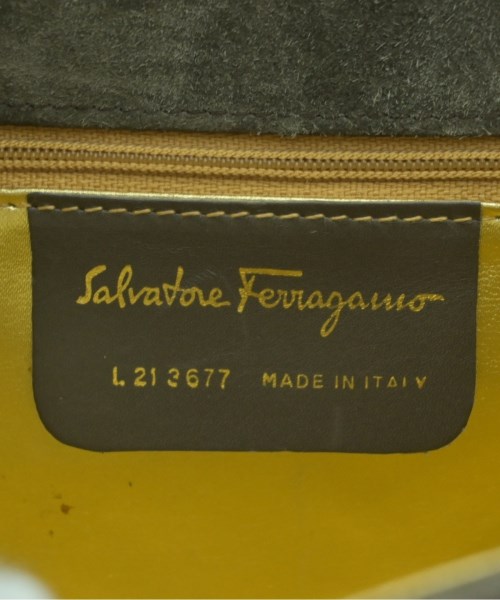 Salvatore Ferragamo
L 21 3677 MADE IN ITALY